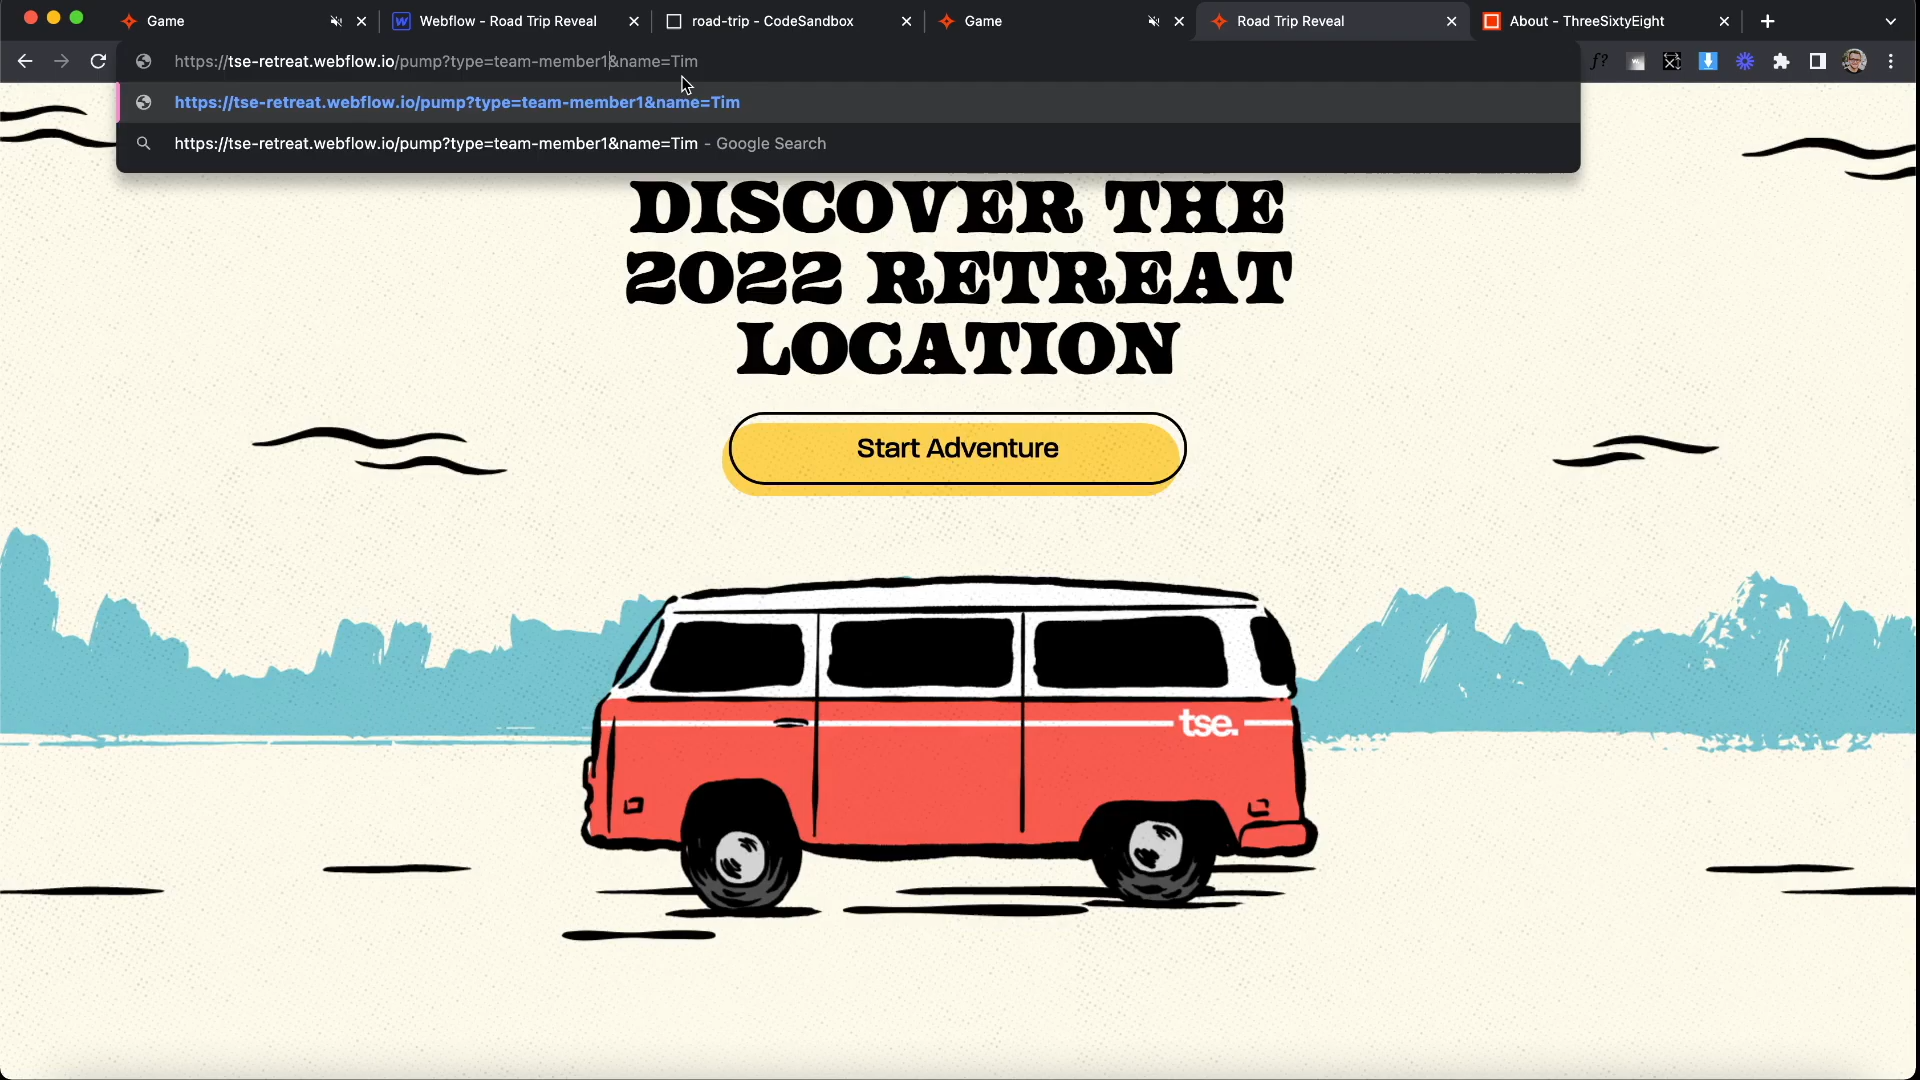 Game
Webflow - Road Trip Reveal
road-trip - CodeSandbox
Game
Road Trip Reveal
About - ThreeSixtyEight
https://tse-retreat.webflow.io/pump?type=team-member1&name=Tim
f?
https://tse-retreat.webflow.io/pump?type=team-member1&name=Tim
https://tse-retreat.webflow.io/pump?type=team-member1&name=Tim - Google Search
DISCOVER THE
2022 RETREAT
LOCATION
Start Adventure
tse.